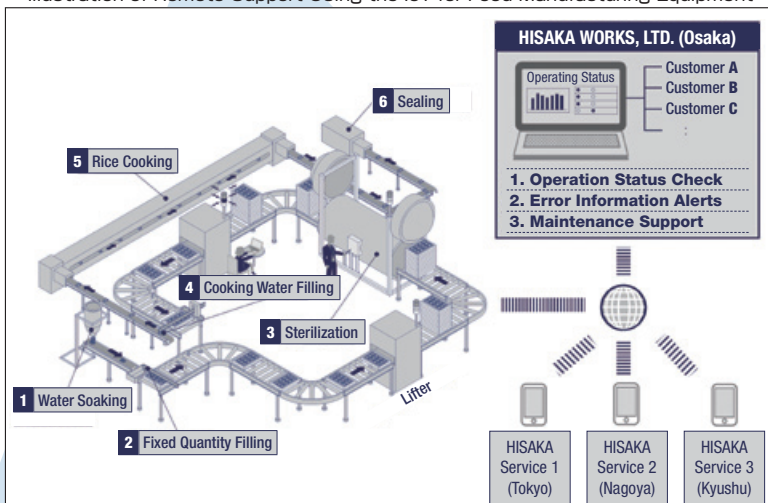 Illustration of Remote Support Using the IoT for Food Manufacturing Equipment
HISAKA WORKS, LTD. (Osaka)
Operating Status
Customer A
Customer B
Customer C
:
1. Operation Status Check
2. Error Information Alerts
3. Maintenance Support
6 Sealing
5 Rice Cooking
4 Cooking Water Filling
3 Sterilization
Lifter
1 Water Soaking
2 Fixed Quantity Filling
HISAKA
Service 1
(Tokyo)
HISAKA
Service 2
(Nagoya)
HISAKA
Service 3
(Kyushu)